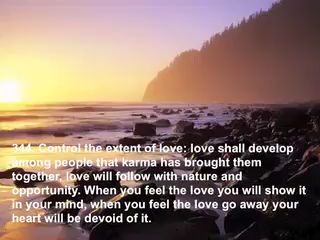 344. Control the extent of love: love shall develop
among people that karma has brought them
together, love will follow with nature and
opportunity. When you feel the love you will show it
in your mind, when you feel the love go away your
heart will be devoid of it.